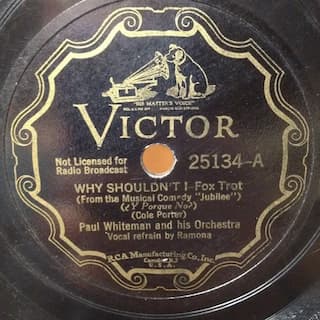 "HIS MASTER'S VOICE"
VICTOR
Not Licensed for
Radio Broadcast
25134-A
WHY SHOULDN'T I-Fox Trot
(From the Musical Comedy "Jubilee")
(¿Y Porque No?)
(Cole Porter)
Paul Whiteman and his Orchestra
Vocal refrain by Ramona
RCA Manufacturing Co., Inc.
Camden, N.J.
U.S.A.